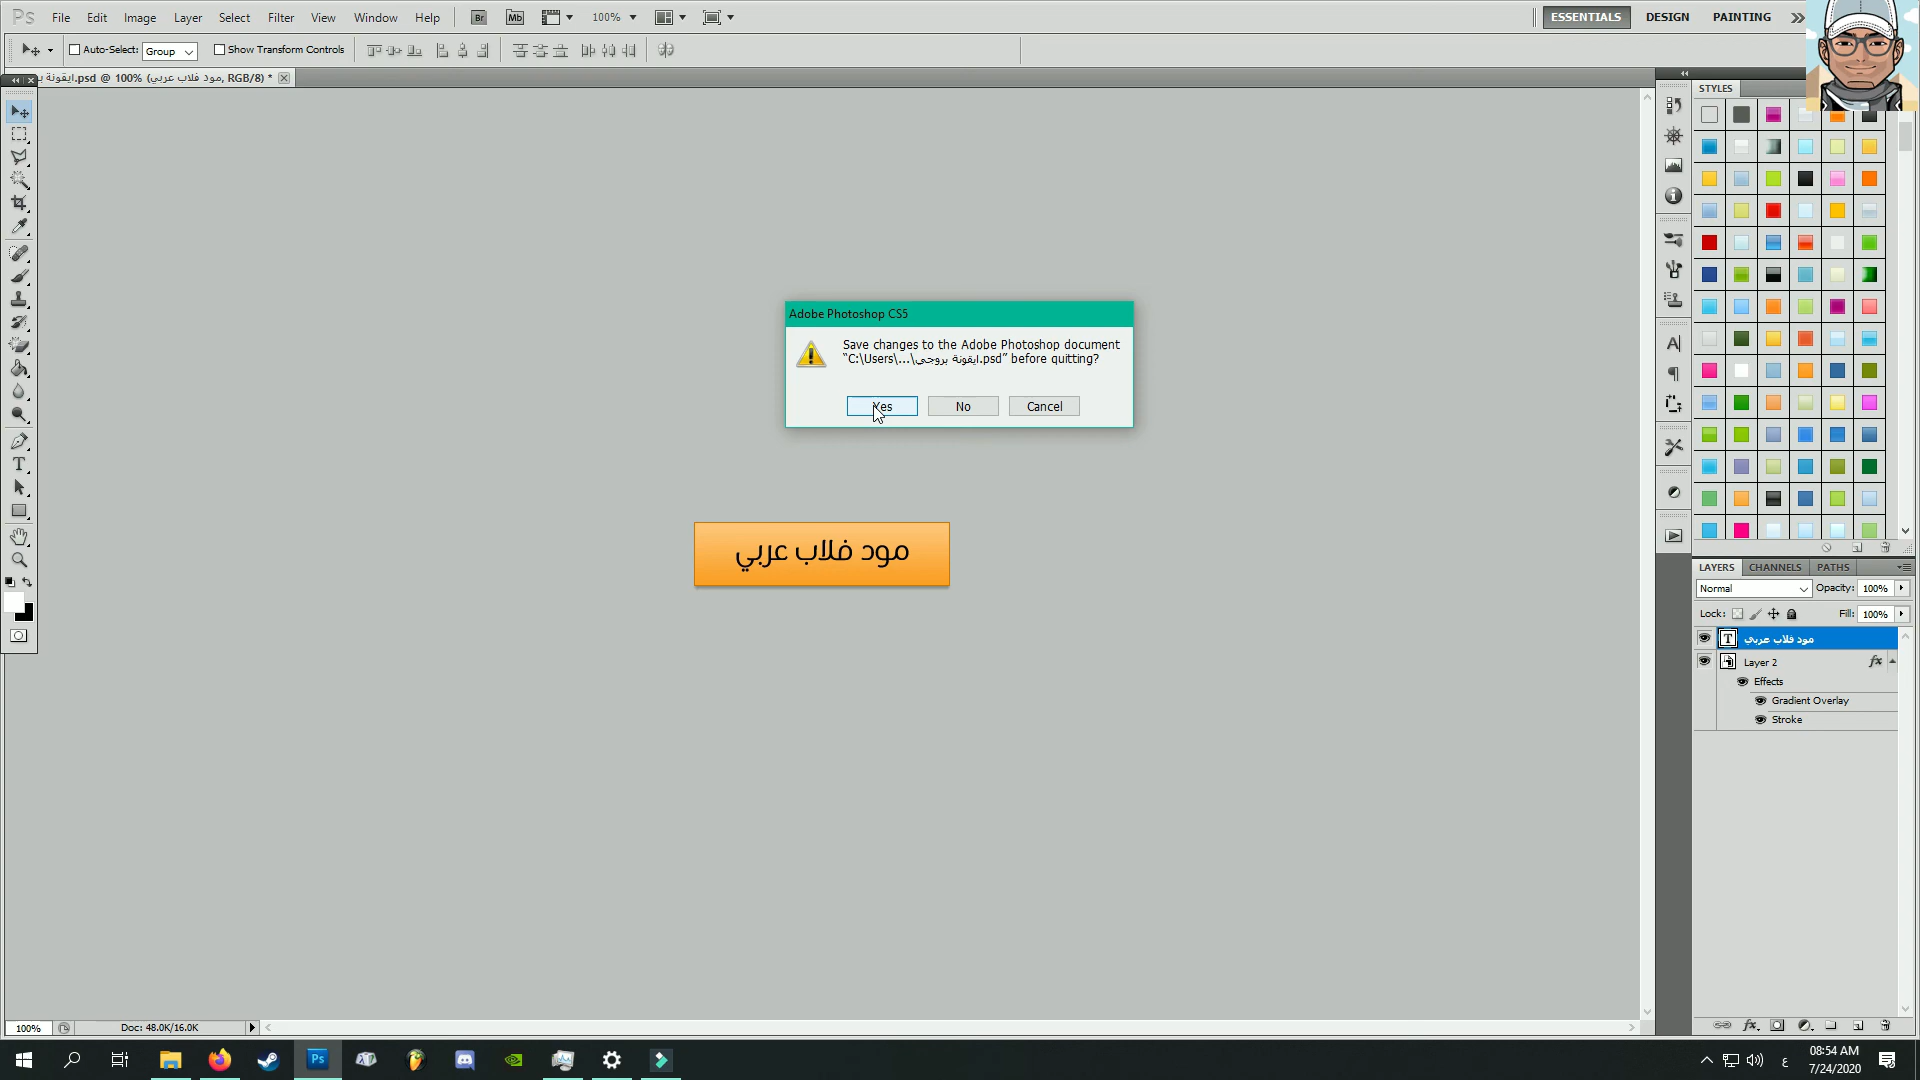 Ps File Edit Image Layer Select Filter View Window Help Br Mb 100% ESSENTIALS DESIGN PAINTING
Auto-Select: Group Show Transform Controls
.psd @ 100% (مود فلاب عربي, RGB/8) *
STYLES
Adobe Photoshop CS5
Save changes to the Adobe Photoshop document
“C:\Users\...\ايقونة بروجى.psd” before quitting?
Yes No Cancel
مود فلاب عربي
LAYERS CHANNELS PATHS
Normal Opacity: 100%
Lock: Fill: 100%
مود فلاب عربي
Layer 2 fx
Effects
Gradient Overlay
Stroke
100% Doc: 48.0K/16.0K
Ps ع 08:54 AM
7/24/2020